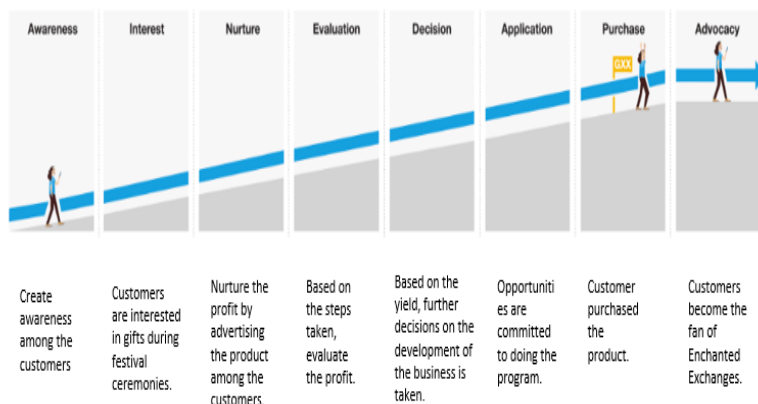 Awareness
Interest
Nurture
Evaluation
Decision
Application
Purchase
Advocacy
GXX
Create
awareness
among the
customers
Customers
are interested
in gifts during
festival
ceremonies.
Nurture the
profit by
advertising
the product
among the
customers
Based on
the steps
taken,
evaluate
the profit.
Based on the
yield, further
decisions on the
development of
the business is
taken.
Opportuniti
es are
committed
to doing the
program.
Customer
purchased
the
product.
Customers
become the
fan of
Enchanted
Exchanges.